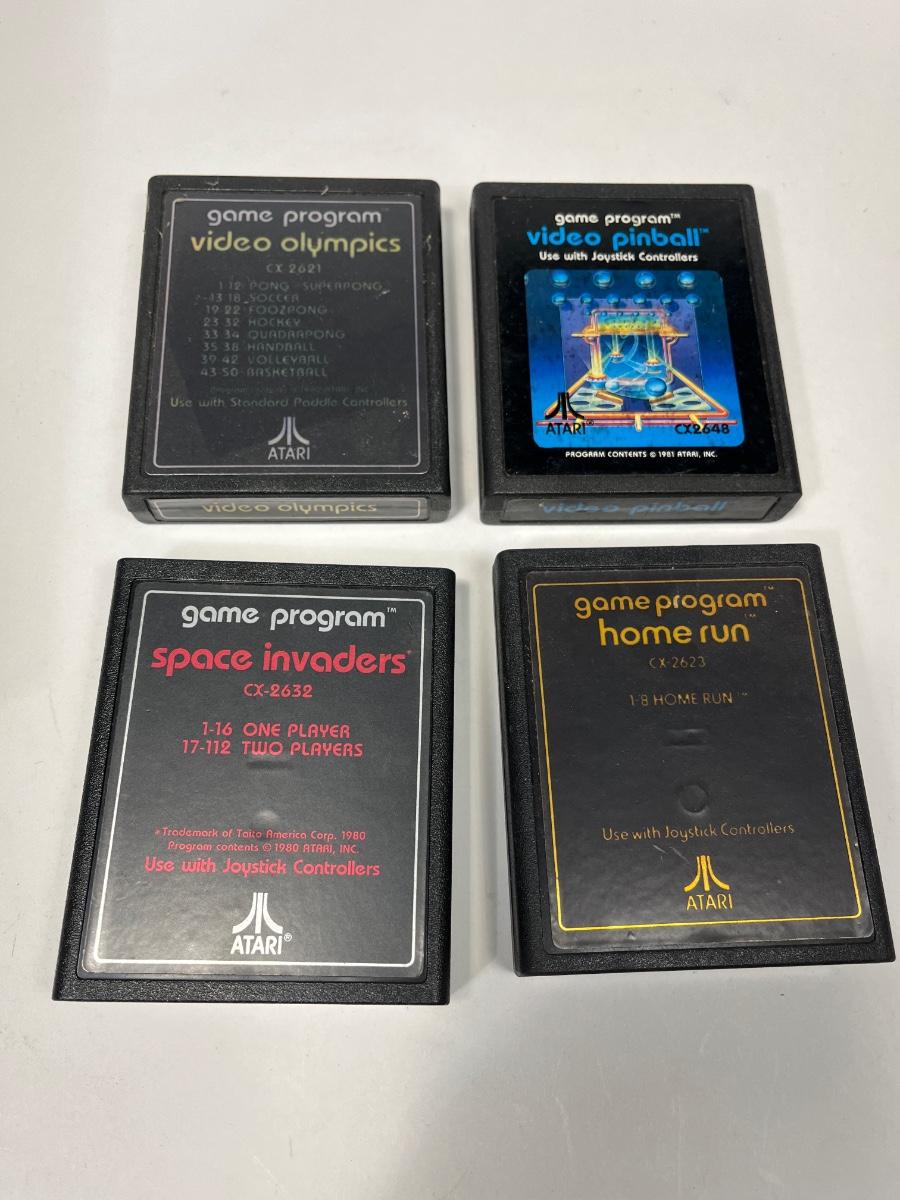 game program™
video olympics
CX 2621
1-12 PONG - SUPERPONG
13-18 SOCCER
19-22 FOOZPONG
23 32 HOCKEY
33 34 QUADRAPONG
35 38 HANDBALL
39 42 VOLLEYBALL
43-50 BASKETBALL
Use with Standard Paddle Controllers
ATARI
video olympics
game program™
video pinball™
Use with Joystick Controllers
ATARI®
CX2648
PROGRAM CONTENTS © 1981 ATARI, INC.
video pinball
game program™
space invaders*
CX-2632
1-16 ONE PLAYER
17-112 TWO PLAYERS
*Trademark of Taito America Corp. 1980
Program contents © 1980 ATARI, INC.
Use with Joystick Controllers
ATARI®
game program™
home run™
CX-2623
1-8 HOME RUN™
Use with Joystick Controllers
ATARI